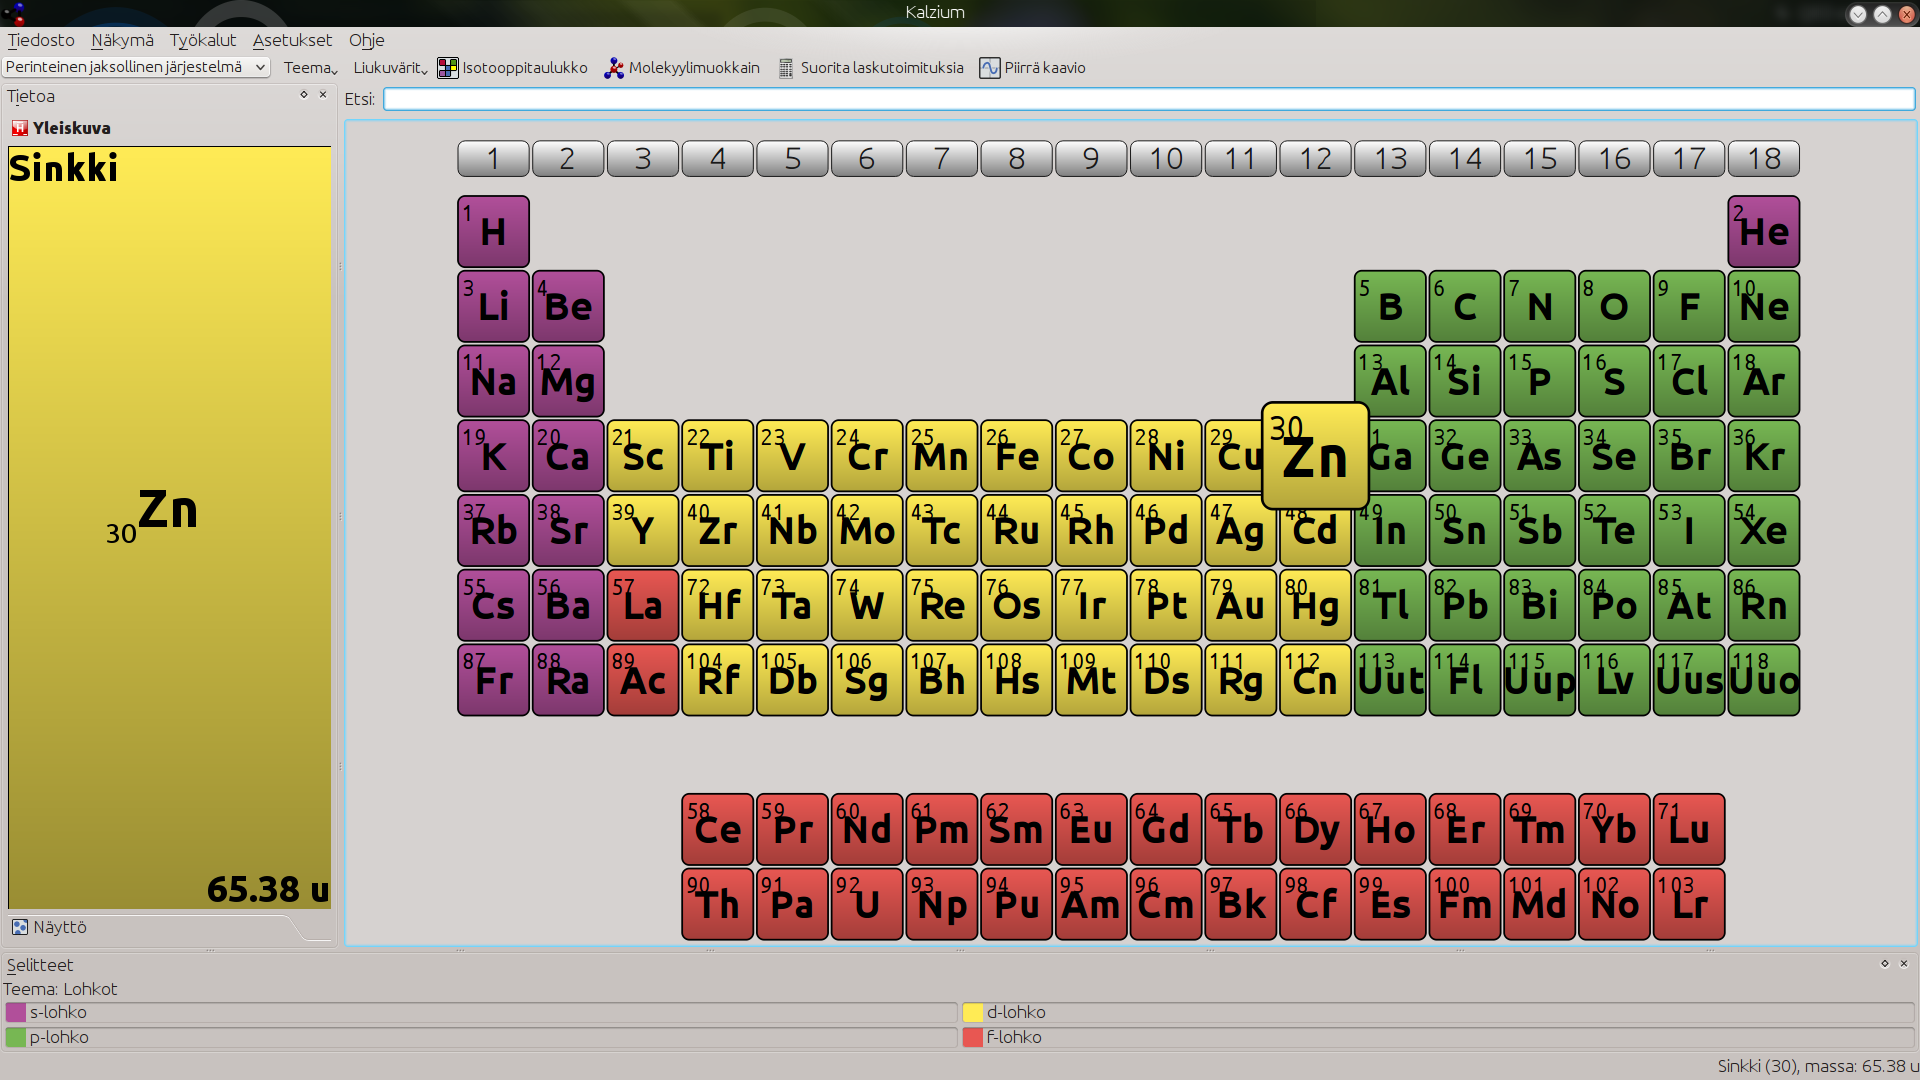 Kalzium
Tiedosto Näkymä Työkalut Asetukset Ohje
Perinteinen jaksollinen järjestelmä Teema Liukuvärit Isotooppitaulukko Molekyylimuokkain Suorita laskutoimituksia Piirrä kaavio
Tietoa
Etsi:
Yleiskuva
Sinkki
30Zn
65.38 u
Näyttö
1 2 3 4 5 6 7 8 9 10 11 12 13 14 15 16 17 18
1 H 2 He
3 Li 4 Be 5 B 6 C 7 N 8 O 9 F 10 Ne
11 Na 12 Mg 13 Al 14 Si 15 P 16 S 17 Cl 18 Ar
19 K 20 Ca 21 Sc 22 Ti 23 V 24 Cr 25 Mn 26 Fe 27 Co 28 Ni 29 Cu 30 Zn 1 Ga 32 Ge 33 As 34 Se 35 Br 36 Kr
37 Rb 38 Sr 39 Y 40 Zr 41 Nb 42 Mo 43 Tc 44 Ru 45 Rh 46 Pd 47 Ag 48 Cd 49 In 50 Sn 51 Sb 52 Te 53 I 54 Xe
55 Cs 56 Ba 57 La 72 Hf 73 Ta 74 W 75 Re 76 Os 77 Ir 78 Pt 79 Au 80 Hg 81 Tl 82 Pb 83 Bi 84 Po 85 At 86 Rn
87 Fr 88 Ra 89 Ac 104 Rf 105 Db 106 Sg 107 Bh 108 Hs 109 Mt 110 Ds 111 Rg 112 Cn 113 Uut 114 Fl 115 Uup 116 Lv 117 Uus 118 Uuo
58 Ce 59 Pr 60 Nd 61 Pm 62 Sm 63 Eu 64 Gd 65 Tb 66 Dy 67 Ho 68 Er 69 Tm 70 Yb 71 Lu
90 Th 91 Pa 92 U 93 Np 94 Pu 95 Am 96 Cm 97 Bk 98 Cf 99 Es 100 Fm 101 Md 102 No 103 Lr
Selitteet
Teema: Lohkot
s-lohko d-lohko
p-lohko f-lohko
Sinkki (30), massa: 65.38 u